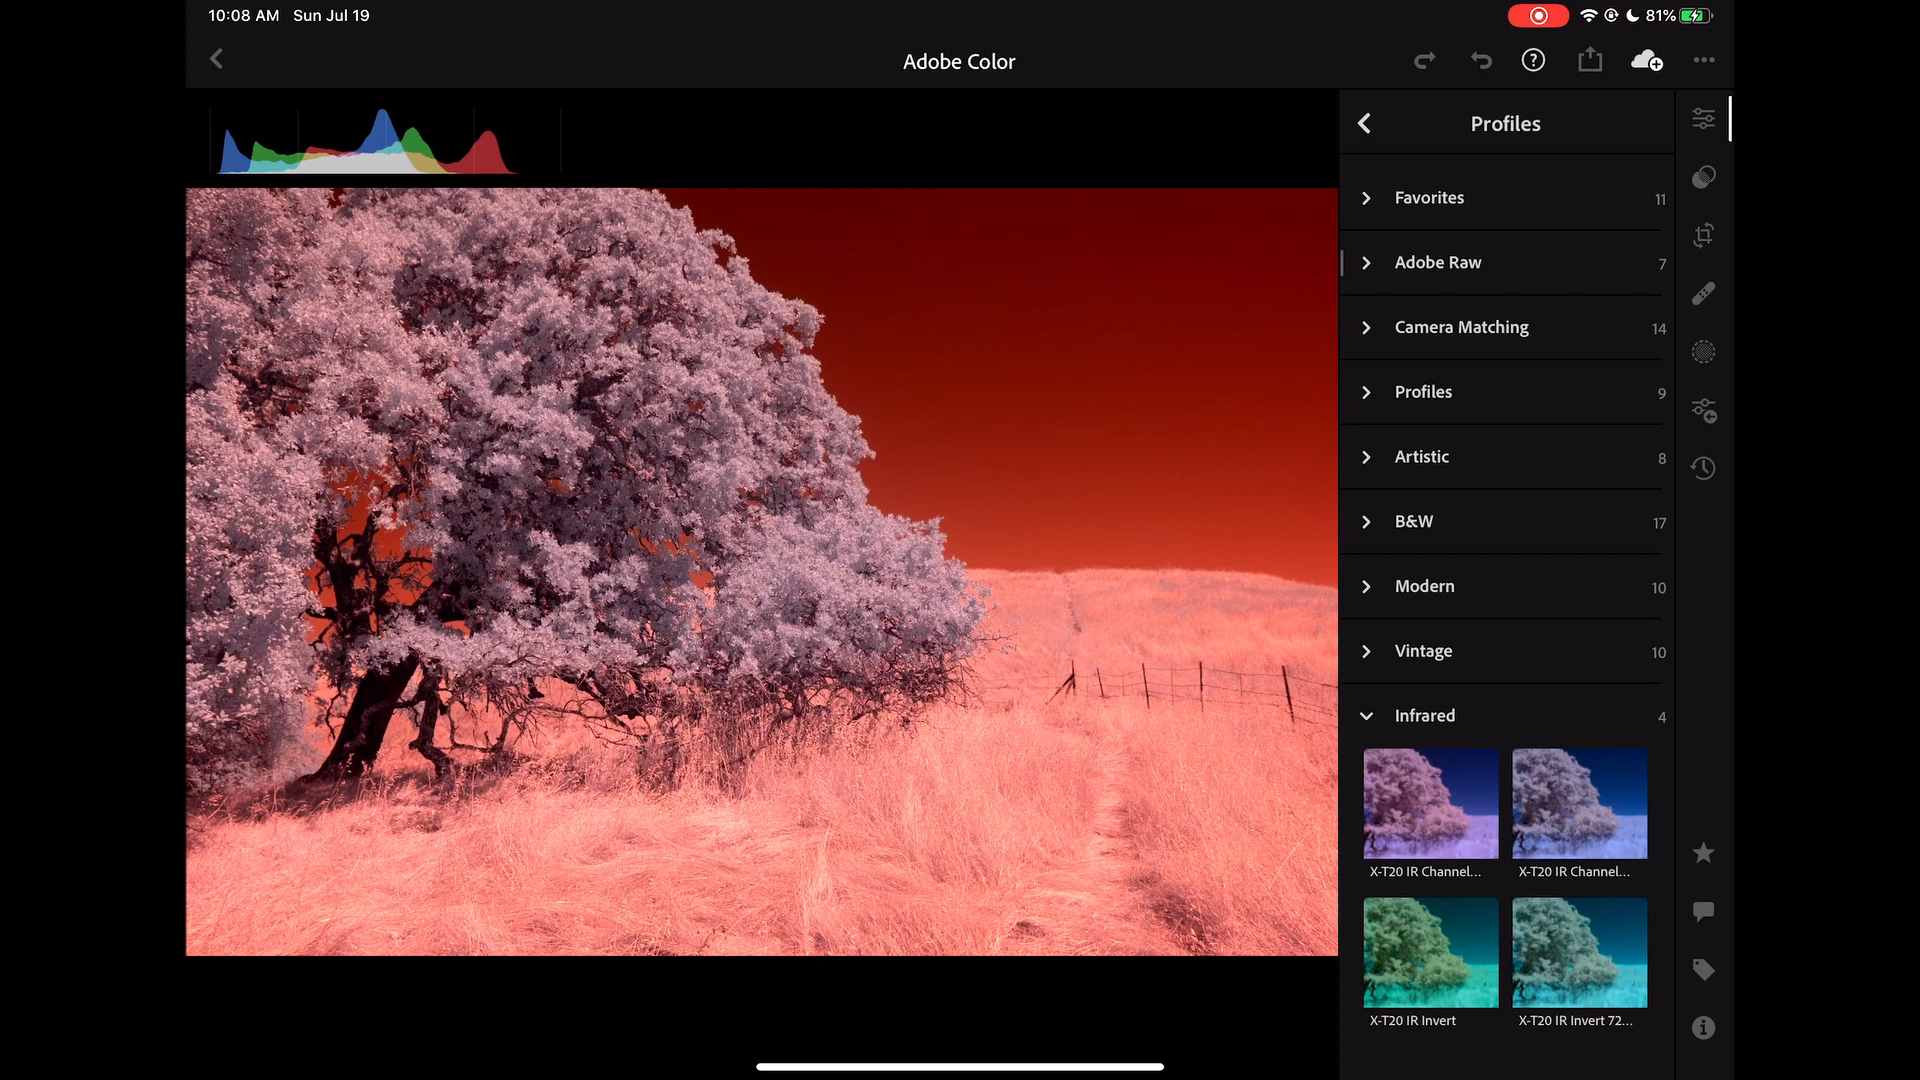 10:08 AM Sun Jul 19
81%
Adobe Color
Profiles
Favorites 11
Adobe Raw 7
Camera Matching 14
Profiles 9
Artistic 8
B&W 17
Modern 10
Vintage 10
Infrared 4
X-T20 IR Channel... X-T20 IR Channel...
X-T20 IR Invert X-T20 IR Invert 72...